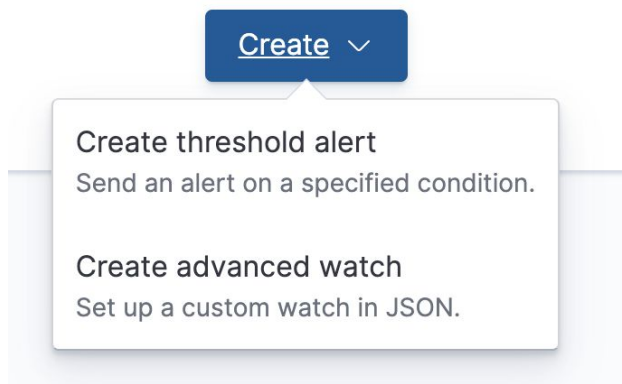 Create
Create threshold alert
Send an alert on a specified condition.
Create advanced watch
Set up a custom watch in JSON.